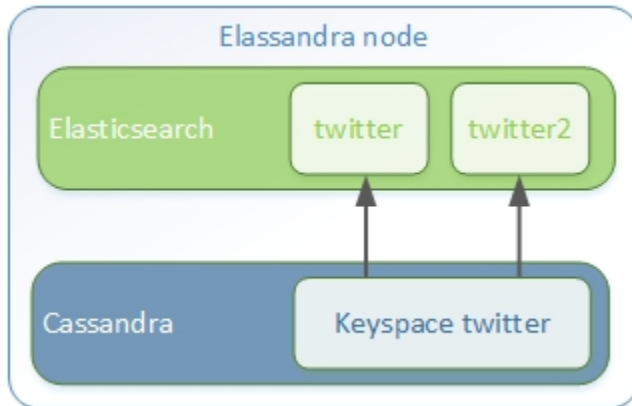 Elassandra node
Elasticsearch
twitter
twitter2
Cassandra
Keyspace twitter